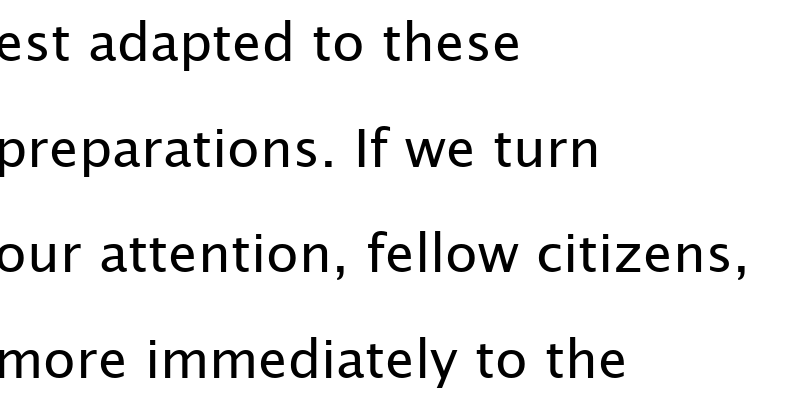 est adapted to these
preparations. If we turn
our attention, fellow citizens,
more immediately to the